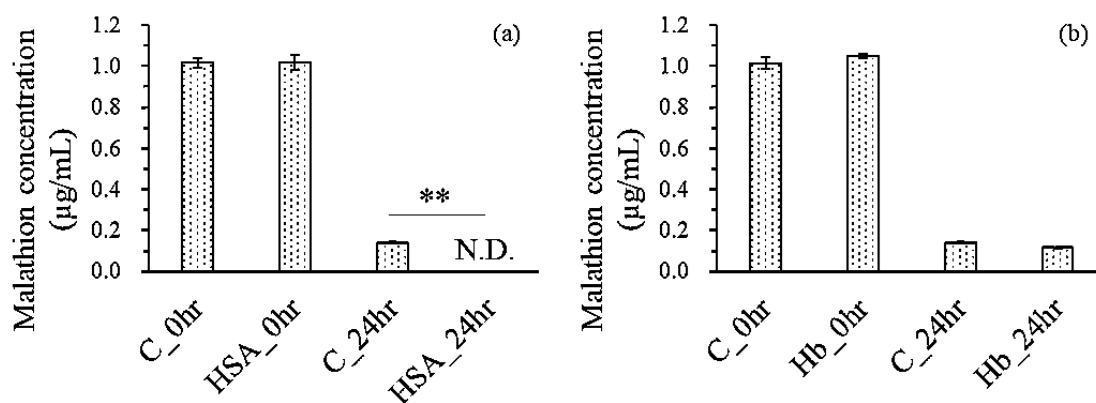 Malathion concentration
(µg/mL)
1.2
1.0
0.8
0.6
0.4
0.2
0.0
(a)
**
N.D.
C_0hr
HSA_0hr
C_24hr
HSA_24hr
Malathion concentration
(µg/mL)
1.2
1.0
0.8
0.6
0.4
0.2
0.0
(b)
C_0hr
Hb_0hr
C_24hr
Hb_24hr